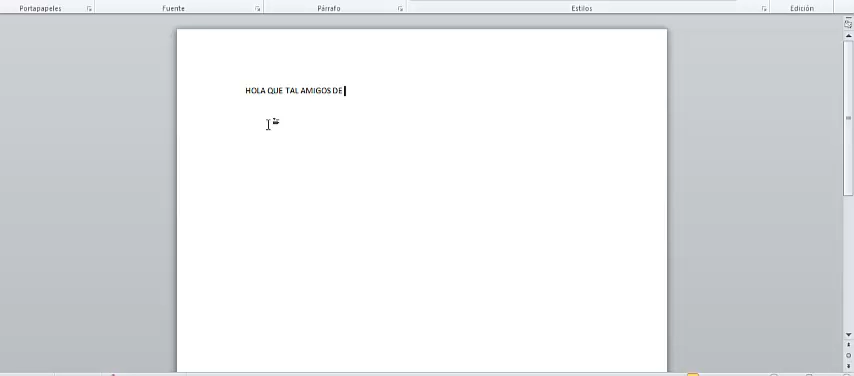 Portapapeles Fuente Párrafo Estilos Edición
HOLA QUE TAL AMIGOS DE